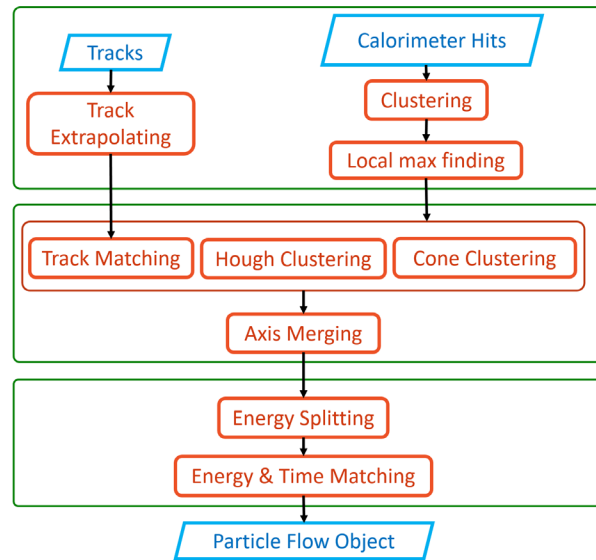 Tracks
Calorimeter Hits
Track
Extrapolating
Clustering
Local max finding
Track Matching
Hough Clustering
Cone Clustering
Axis Merging
Energy Splitting
Energy & Time Matching
Particle Flow Object